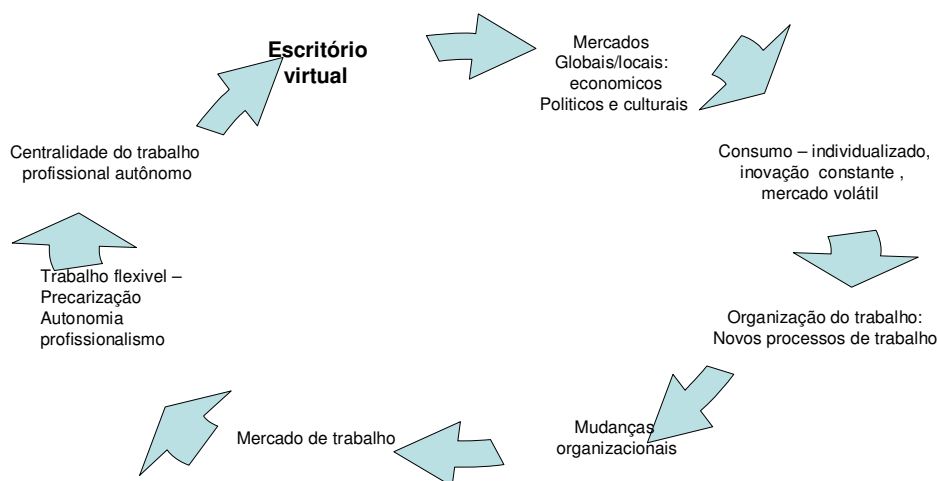 Escritório
virtual
Mercados
Globais/locais:
economicos
Politicos e culturais
Consumo – individualizado,
inovação constante ,
mercado volátil
Organização do trabalho:
Novos processos de trabalho
Mudanças
organizacionais
Mercado de trabalho
Trabalho flexivel –
Precarização
Autonomia
profissionalismo
Centralidade do trabalho
profissional autônomo